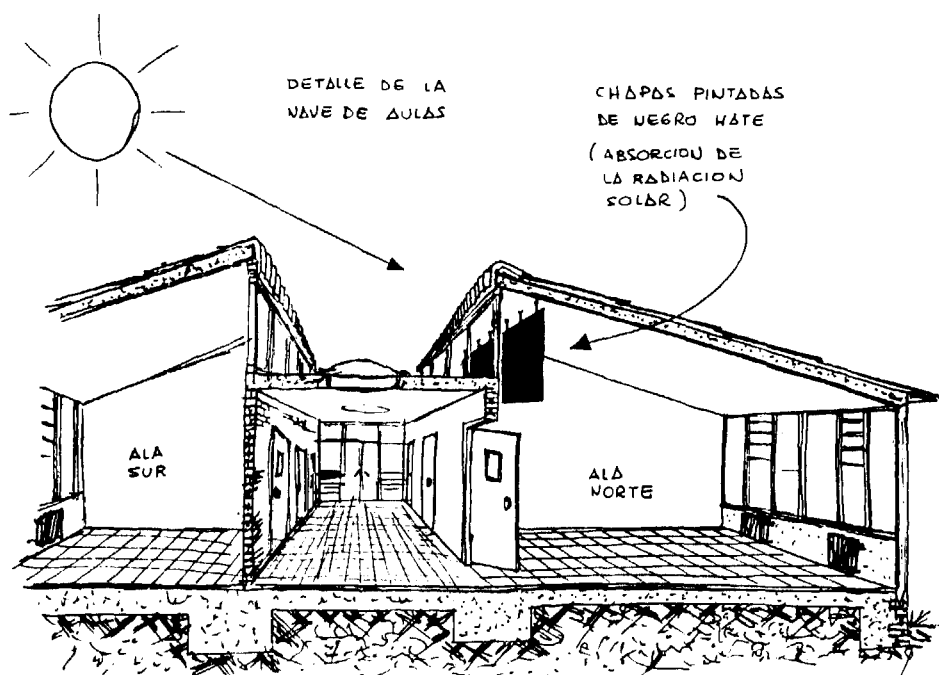 DETALLE DE LA
NAVE DE AULAS
CHAPAS PINTADAS
DE NEGRO MATE
(ABSORCION DE
LA RADIACION
SOLAR)
ALA
SUR
ALA
NORTE